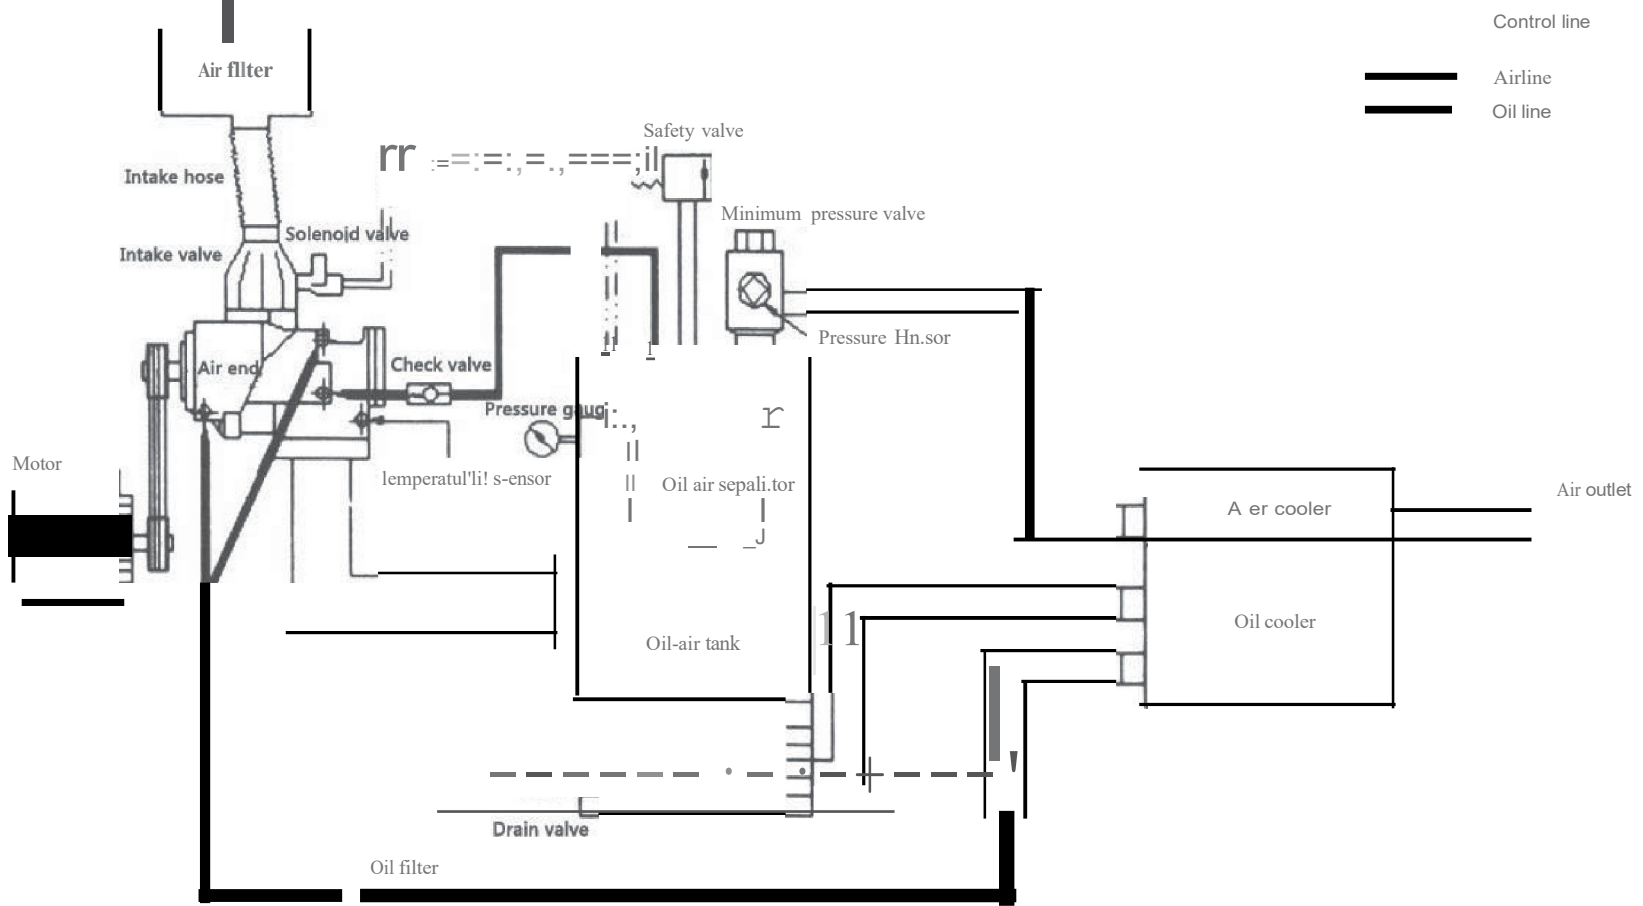 Control line
Air fllter
Airline
Oil line
Safety valve
Intake hose
Minimum pressure valve
Solenoid valve
Intake valve
Pressure Hn.sor
Check valve
Air end
Pressure gaug
Motor
lemperatul'li! s-ensor
Oil air sepali.tor
Air outlet
A er cooler
Oil cooler
Oil-air tank
Drain valve
Oil filter